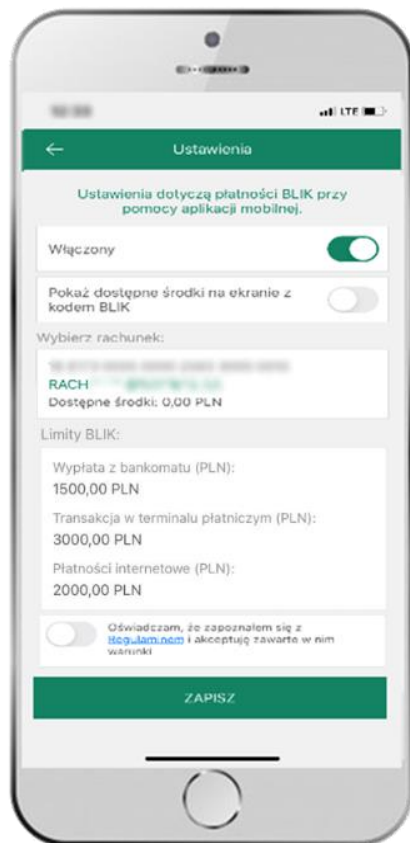 LTE
Ustawienia
Ustawienia dotyczą płatności BLIK przy
pomocy aplikacji mobilnej.
Włączony
Pokaż dostępne środki na ekranie z
kodem BLIK
Wybierz rachunek:
RACH
Dostępne środki: 0,00 PLN
Limity BLIK:
Wypłata z bankomatu (PLN):
1500,00 PLN
Transakcja w terminalu płatniczym (PLN):
3000,00 PLN
Płatności internetowe (PLN):
2000,00 PLN
Oświadczam, że zapoznałem się z
Regulaminem i akceptuję zawarte w nim
warunki
ZAPISZ